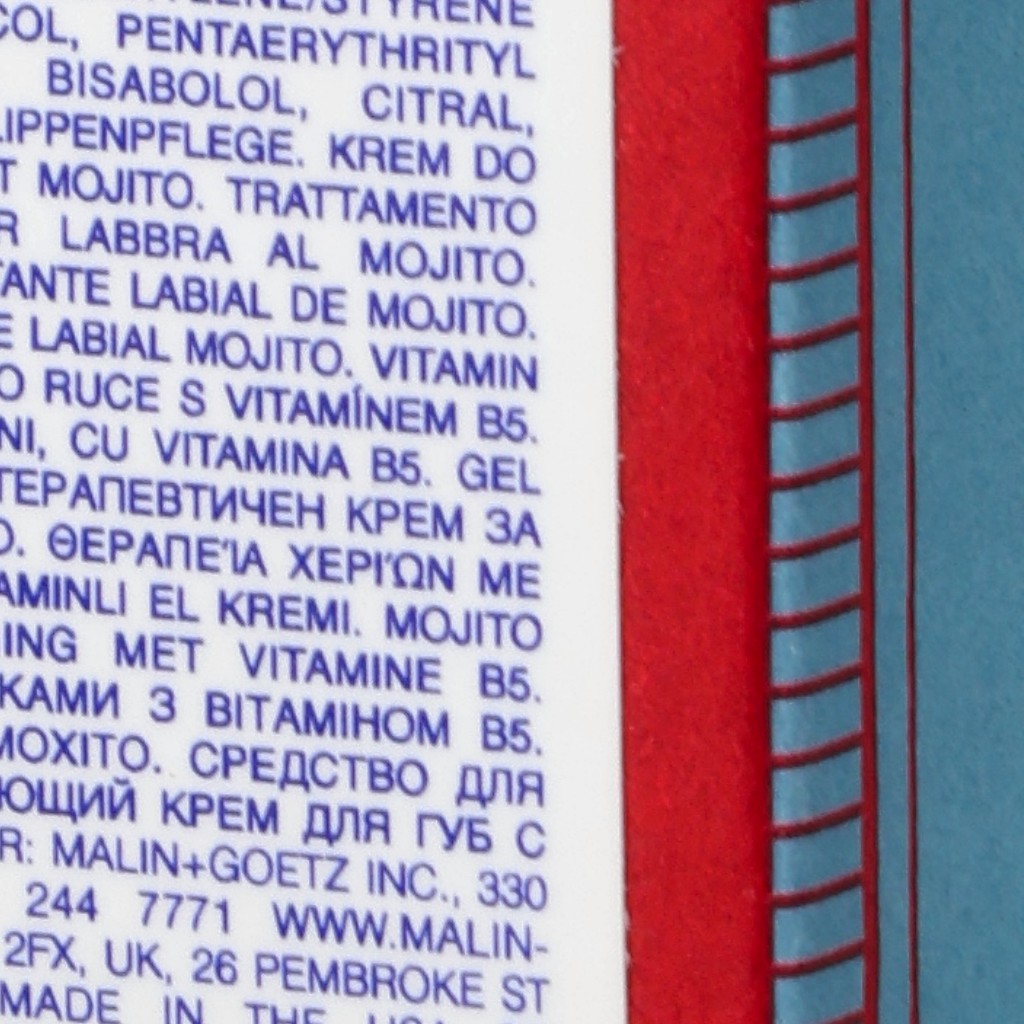 COL, PENTAERYTHRITYL
BISABOLOL, CITRAL,
LIPPENPFLEGE. KREM DO
T MOJITO. TRATTAMENTO
R LABBRA AL MOJITO.
TANTE LABIAL DE MOJITO.
E LABIAL MOJITO. VITAMIN
O RUCE S VITAMÍNEM B5.
NI, CU VITAMINA B5. GEL
ТЕРАПЕВТИЧЕН КРЕМ ЗА
Ο. ΘΕΡΑΠΕΊΑ ΧΕΡΙΏΝ ΜΕ
AMINLI EL KREMI. MOJITO
ING MET VITAMINE B5.
КАМИ З ВІТАМІНОМ B5.
МОХІТО. СРЕДСТВО ДЛЯ
ЮЩИЙ КРЕМ ДЛЯ ГУБ С
R: MALIN+GOETZ INC., 330
244 7771 WWW.MALIN-
2FX, UK, 26 PEMBROKE ST
MADE IN THE